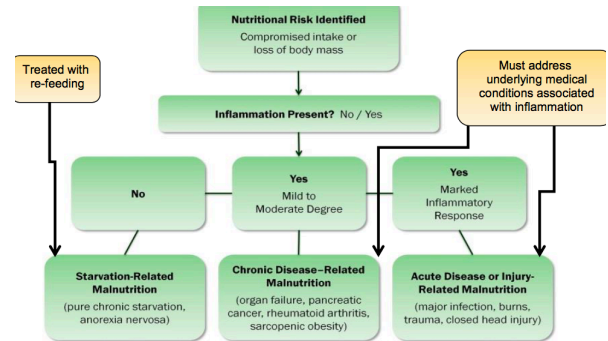 Nutritional Risk Identified
Compromised intake or
loss of body mass
Treated with
re-feeding
Must address
underlying medical
conditions associated
with inflammation
Inflammation Present? No / Yes
No
Yes
Mild to
Moderate Degree
Yes
Marked
Inflammatory
Response
Starvation-Related
Malnutrition
(pure chronic starvation,
anorexia nervosa)
Chronic Disease–Related
Malnutrition
(organ failure, pancreatic
cancer, rheumatoid arthritis,
sarcopenic obesity)
Acute Disease or Injury-
Related Malnutrition
(major infection, burns,
trauma, closed head injury)